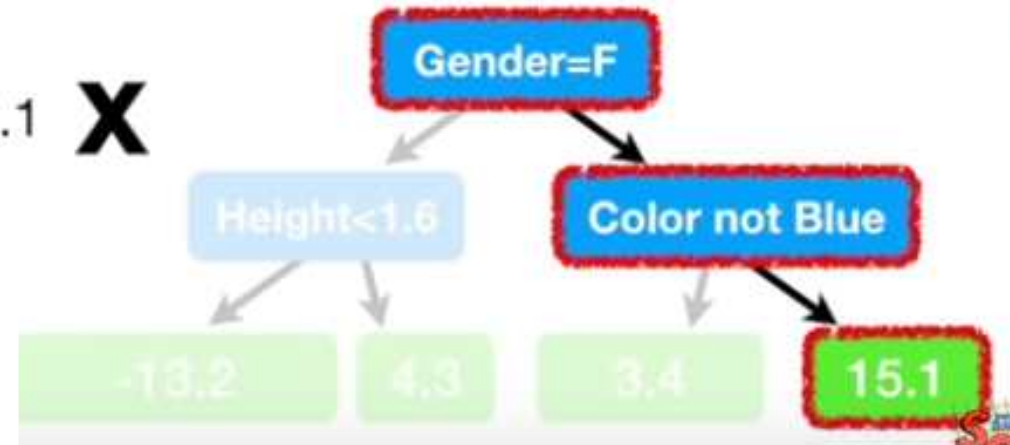 Gender=F
.1 X
Height<1.6
Color not Blue
-13.2
4.3
3.4
15.1